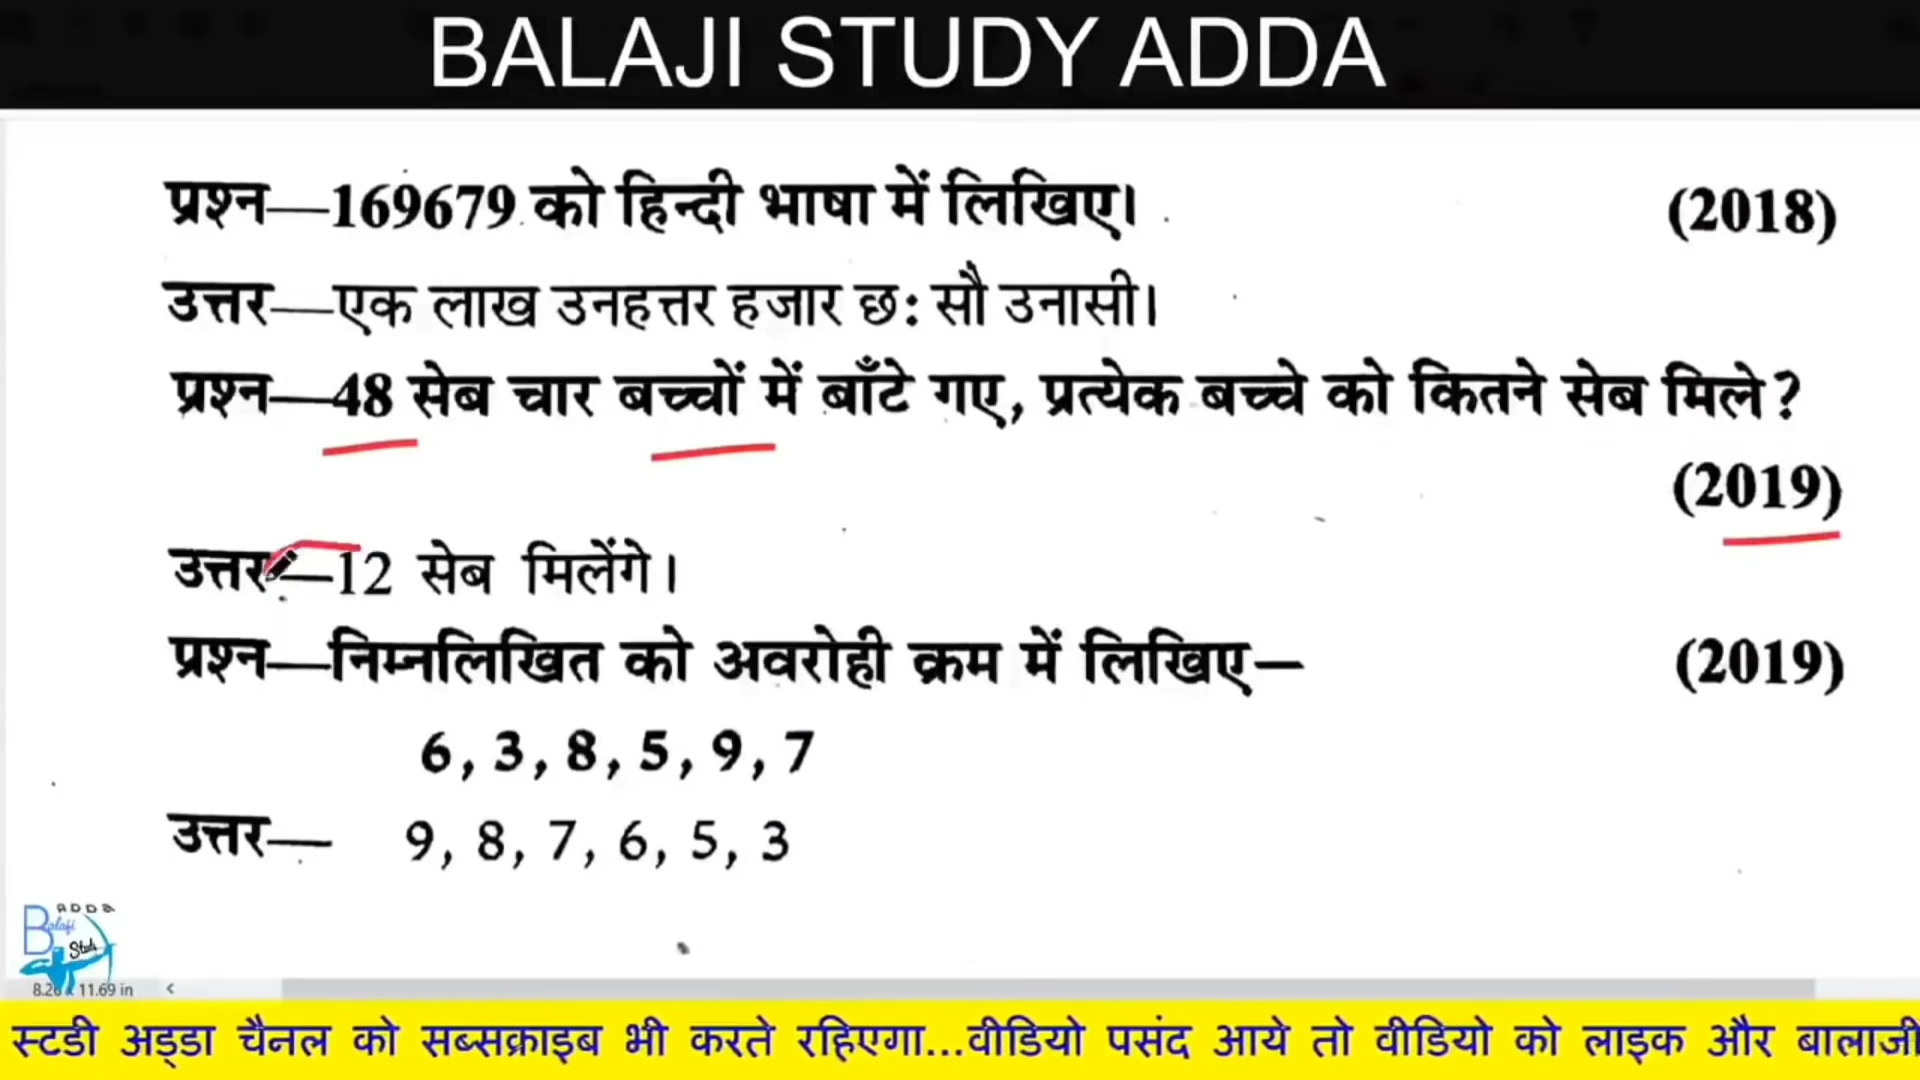 BALAJI STUDY ADDA
प्रश्न—169679 को हिन्दी भाषा में लिखिए। (2018)
उत्तर—एक लाख उनहत्तर हजार छः सौ उनासी।
प्रश्न—48 सेब चार बच्चों में बाँटे गए, प्रत्येक बच्चे को कितने सेब मिले?
(2019)
उत्तर—12 सेब मिलेंगे।
प्रश्न—निम्नलिखित को अवरोही क्रम में लिखिए— (2019)
6, 3, 8, 5, 9, 7
उत्तर— 9, 8, 7, 6, 5, 3
ADDA
Balaji
Study
11.69 in <
स्टडी अड्डा चैनल को सब्सक्राइब भी करते रहिएगा...वीडियो पसंद आये तो वीडियो को लाइक और बालाजी